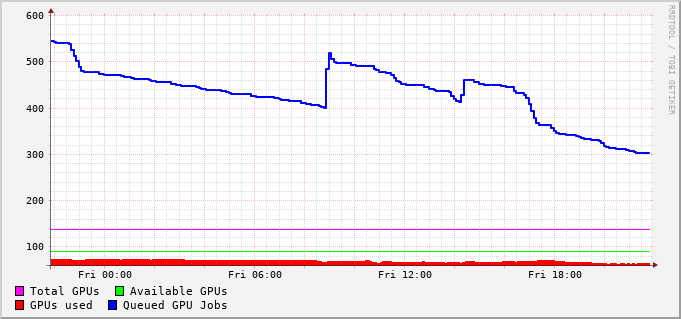 600
500
400
300
200
100
Fri 00:00 Fri 06:00 Fri 12:00 Fri 18:00
Total GPUs Available GPUs
GPUs used Queued GPU Jobs
RRDTOOL / TOBI OETIKER